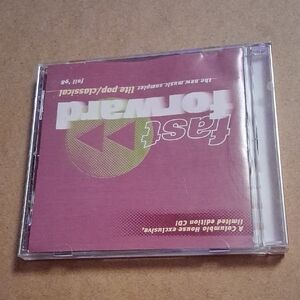 A Columbia House exclusive,
limited edition CD!
fast
forward
...the new music sampler
lite pop/classical
fall '98